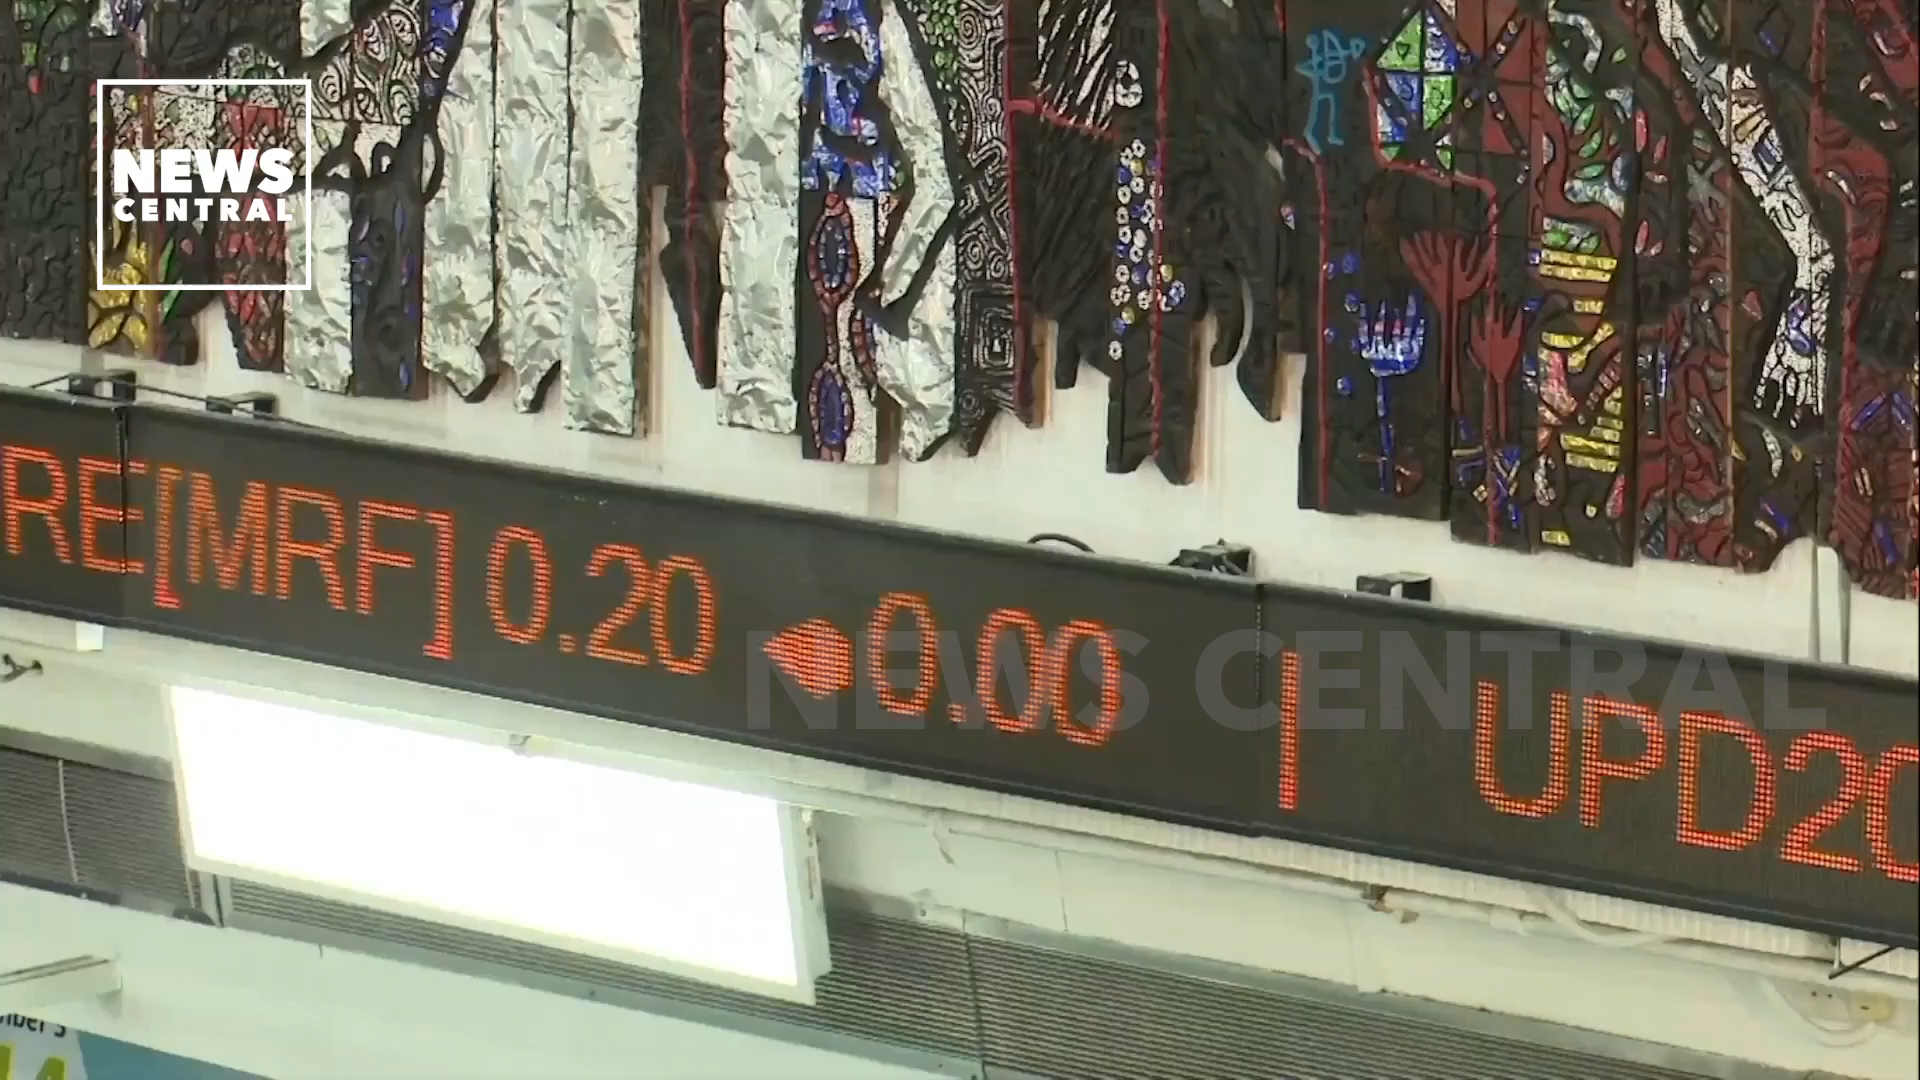 NEWS
CENTRAL
RE[MRF] 0.20 0.00 | UPD20
NEWS CENTRAL